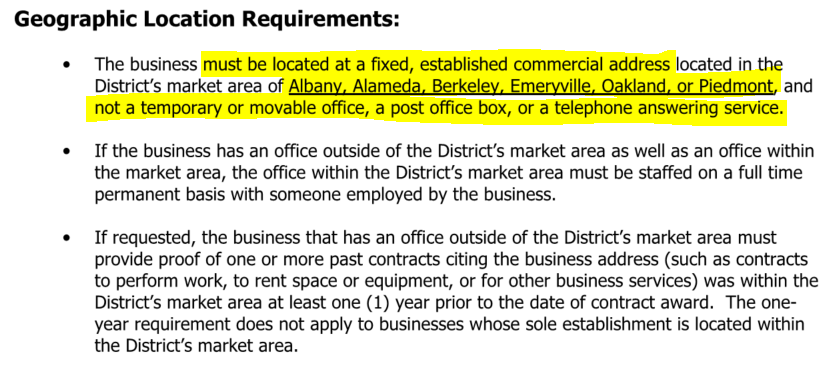 Geographic Location Requirements:
• The business must be located at a fixed, established commercial address located in the
District's market area of Albany, Alameda, Berkeley, Emeryville, Oakland, or Piedmont, and
not a temporary or movable office, a post office box, or a telephone answering service.
• If the business has an office outside of the District's market area as well as an office within
the market area, the office within the District's market area must be staffed on a full time
permanent basis with someone employed by the business.
• If requested, the business that has an office outside of the District's market area must
provide proof of one or more past contracts citing the business address (such as contracts
to perform work, to rent space or equipment, or for other business services) was within the
District's market area at least one (1) year prior to the date of contract award.  The one-
year requirement does not apply to businesses whose sole establishment is located within
the District's market area.